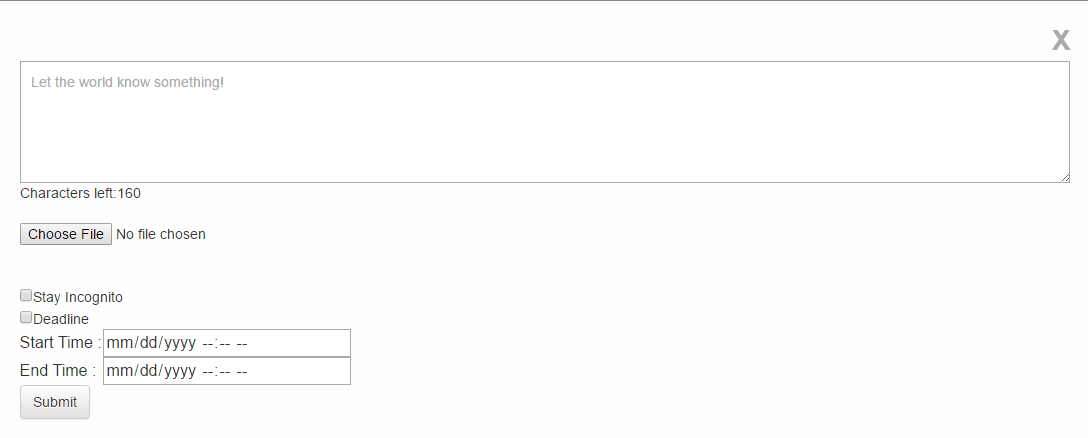 X
Let the world know something!
Characters left:160
Choose File No file chosen
Stay Incognito
Deadline
Start Time : mm/dd/yyyy --:-- --
End Time : mm/dd/yyyy --:-- --
Submit